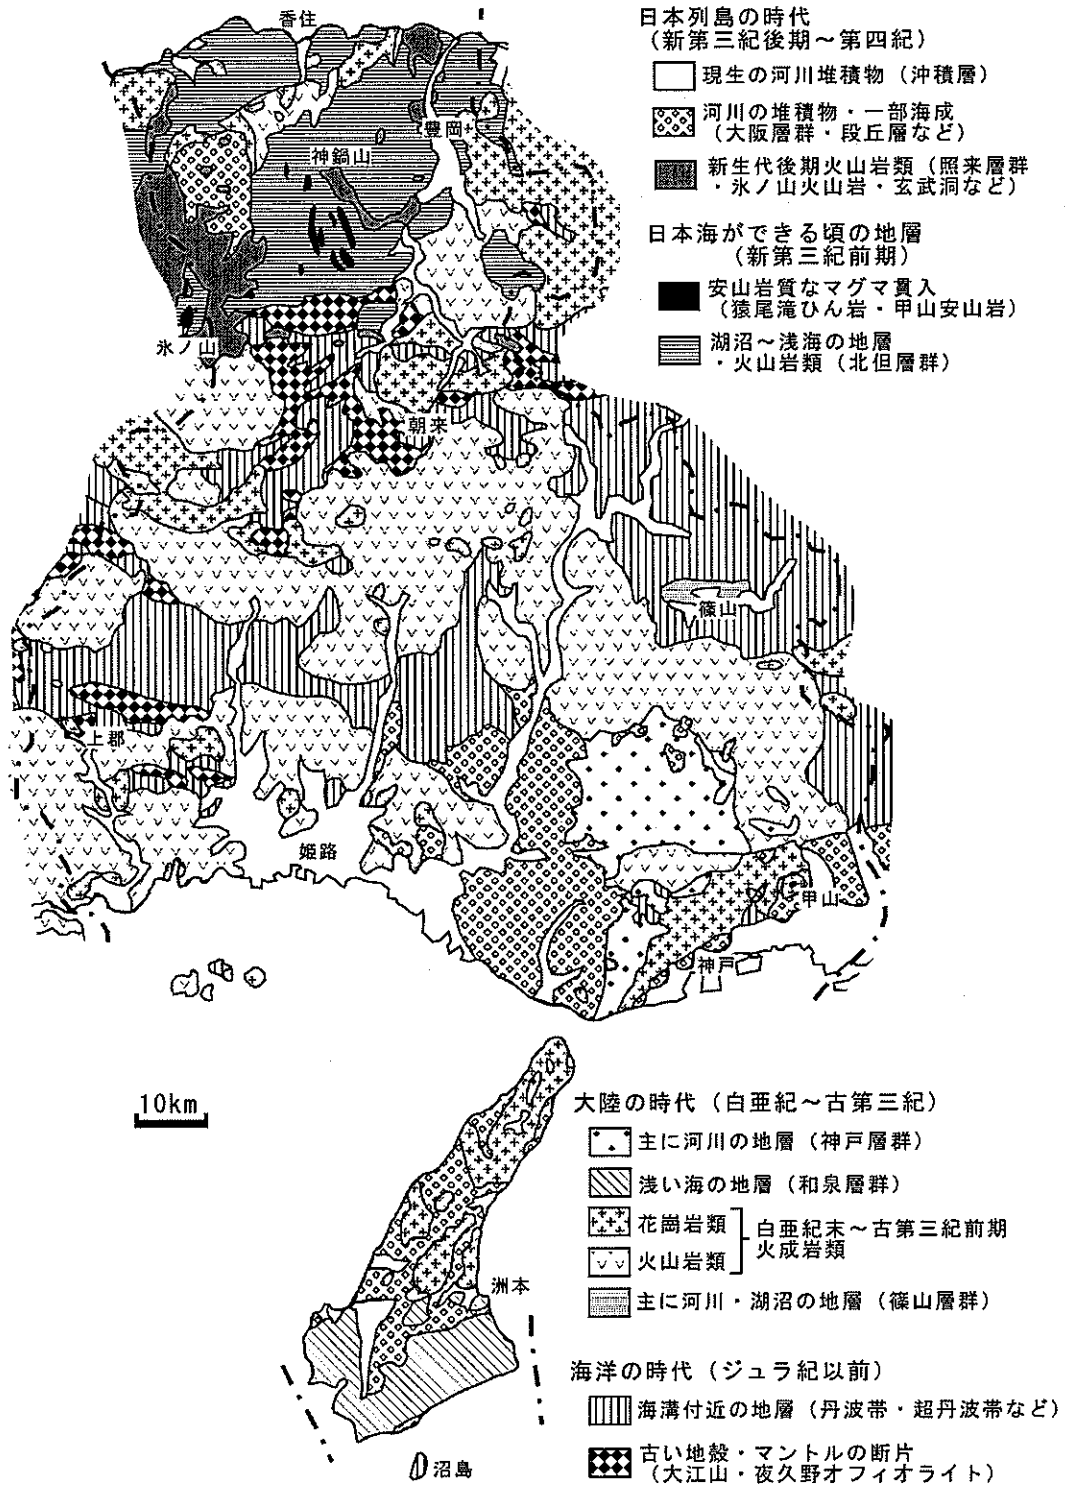 香住
豊岡
神鍋山
氷ノ山
朝来
篠山
上郡
姫路
甲山
神戸
10km
洲本
沼島
日本列島の時代
(新第三紀後期〜第四紀)
現生の河川堆積物(沖積層)
河川の堆積物・一部海成
(大阪層群・段丘層など)
新生代後期火山岩類(照来層群
・氷ノ山火山岩・玄武洞など)
日本海ができる頃の地層
(新第三紀前期)
安山岩質なマグマ貫入
(猿尾滝ひん岩・甲山安山岩)
湖沼〜浅海の地層
・火山岩類(北但層群)
大陸の時代(白亜紀〜古第三紀)
主に河川の地層(神戸層群)
浅い海の地層(和泉層群)
花崗岩類
火山岩類
白亜紀末〜古第三紀前期
火成岩類
主に河川・湖沼の地層(篠山層群)
海洋の時代(ジュラ紀以前)
海溝付近の地層(丹波帯・超丹波帯など)
古い地殻・マントルの断片
(大江山・夜久野オフィオライト)